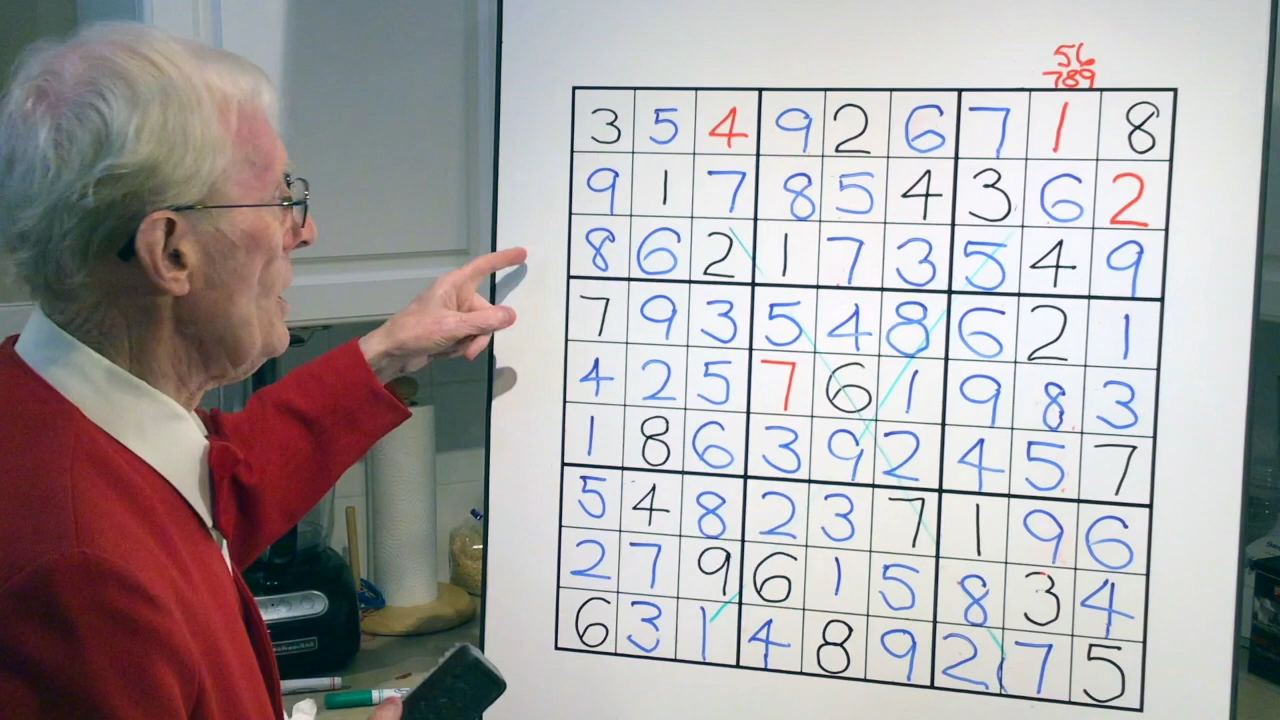 56
789
3 5 4 9 2 6 7 1 8
9 1 7 8 5 4 3 6 2
8 6 2 1 7 3 5 4 9
7 9 3 5 4 8 6 2 1
4 2 5 7 6 1 9 8 3
1 8 6 3 9 2 4 5 7
5 4 8 2 3 7 1 9 6
2 7 9 6 1 5 8 3 4
6 3 1 4 8 9 2 7 5